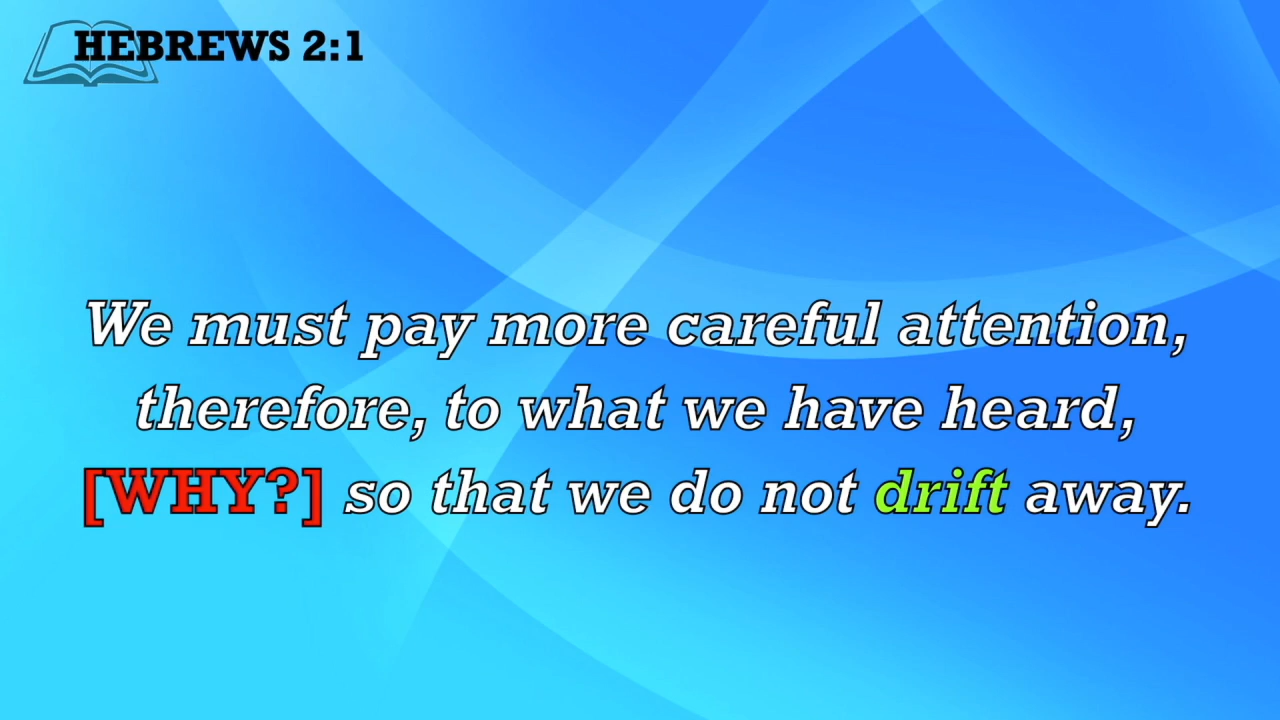 HEBREWS 2:1
We must pay more careful attention,
therefore, to what we have heard,
[WHY?] so that we do not drift away.